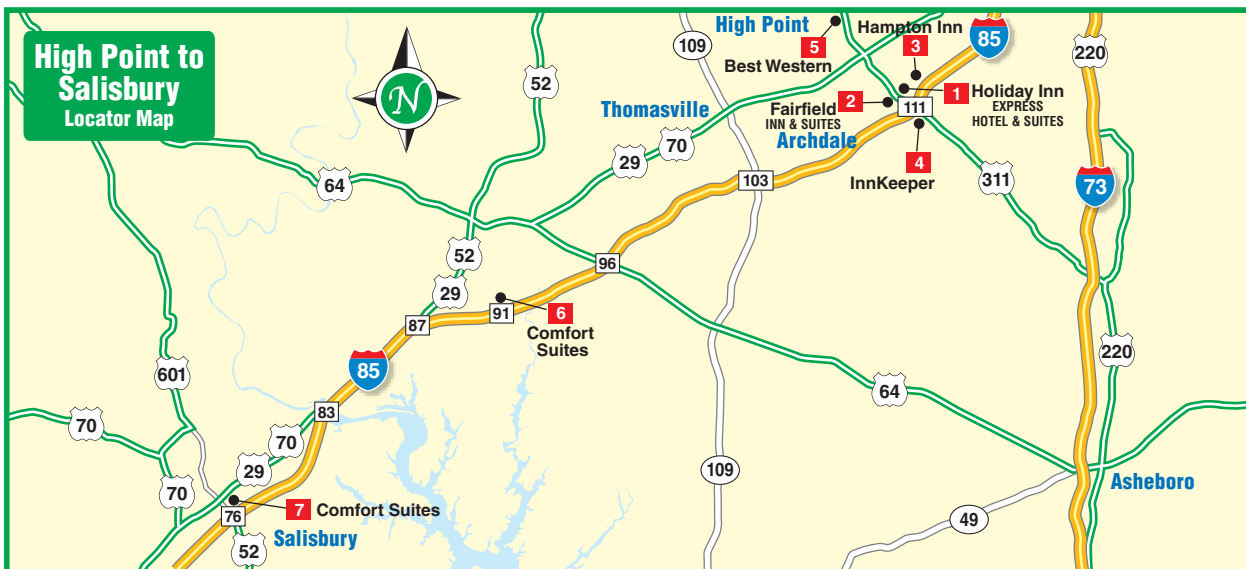 High Point to
Salisbury
Locator Map
N
52
109
High Point
5
Best Western
Hampton Inn
3
85
220
1
Holiday Inn
EXPRESS
HOTEL & SUITES
2
Fairfield
INN & SUITES
111
Archdale
4
InnKeeper
Thomasville
70
29
64
103
311
73
52
29
96
6
Comfort
Suites
91
87
85
220
601
83
64
70
70
29
70
109
Asheboro
7
Comfort Suites
76
Salisbury
52
49